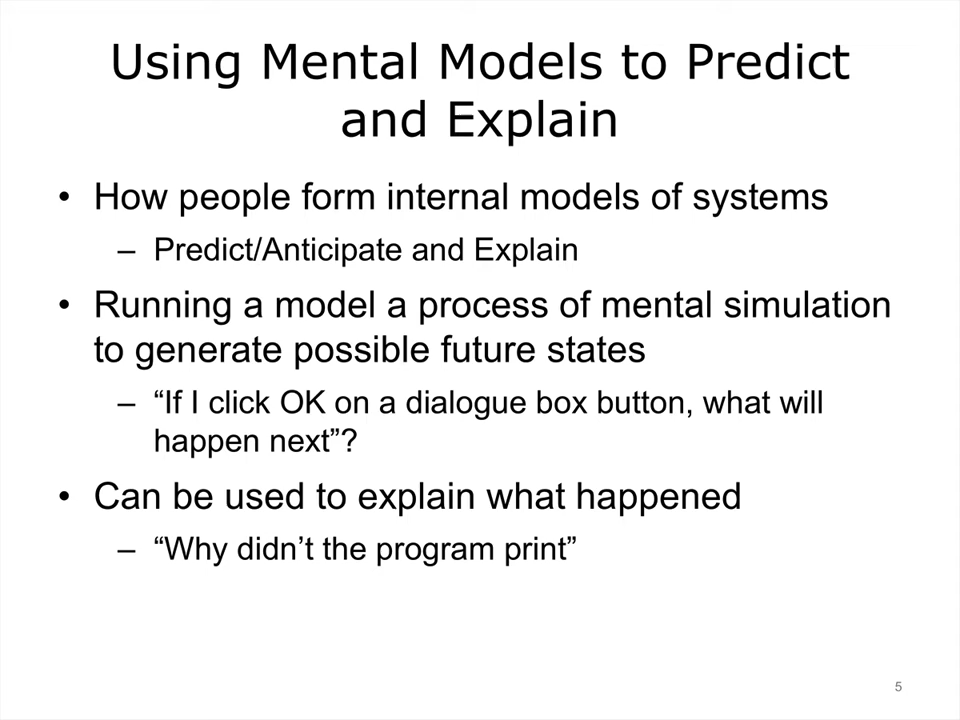 Using Mental Models to Predict
and Explain
• How people form internal models of systems
– Predict/Anticipate and Explain
• Running a model a process of mental simulation
to generate possible future states
– “If I click OK on a dialogue box button, what will
happen next”?
• Can be used to explain what happened
– “Why didn’t the program print”
5